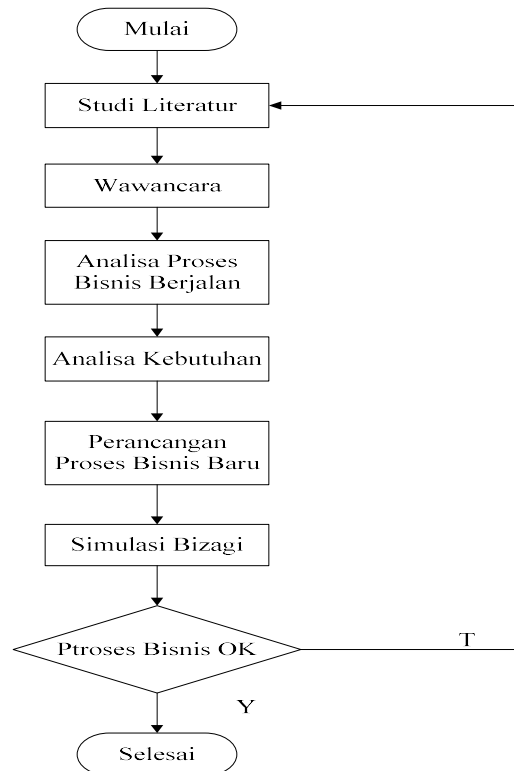 Mulai
Studi Literatur
Wawancara
Analisa Proses
Bisnis Berjalan
Analisa Kebutuhan
Perancangan
Proses Bisnis Baru
Simulasi Bizagi
Ptroses Bisnis OK
T
Y
Selesai